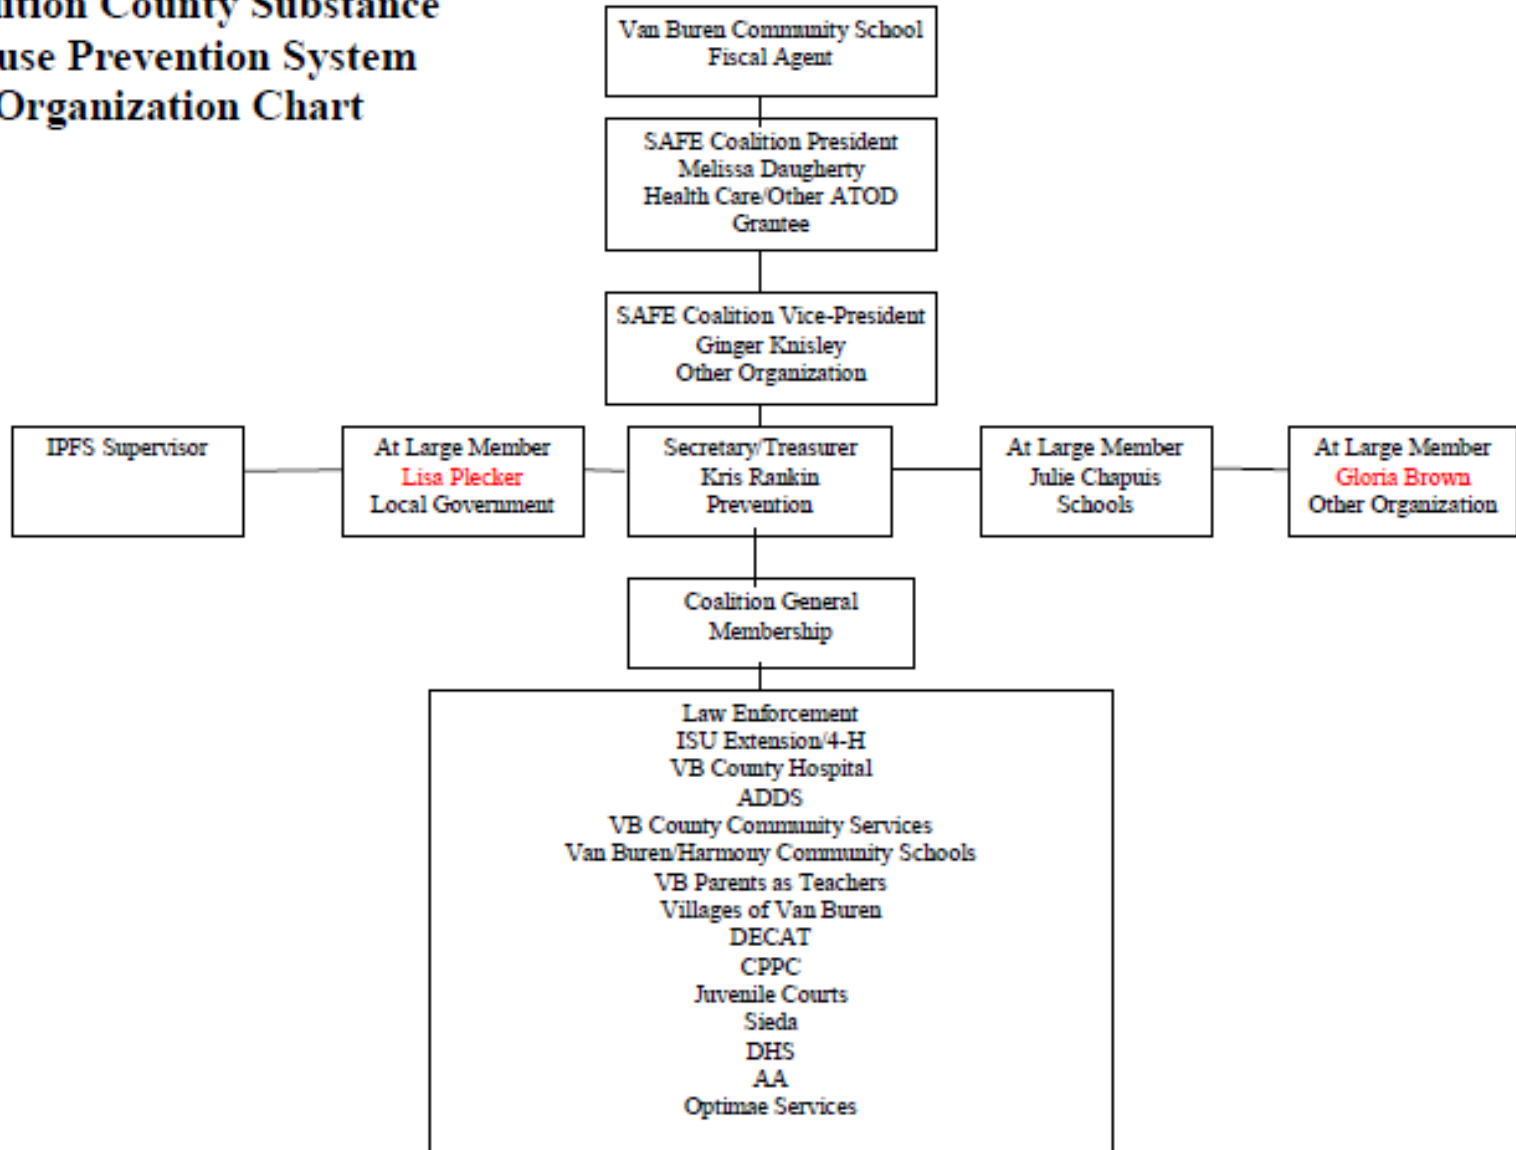 County Substance
Prevention System
Organization Chart
Van Buren Community School
Fiscal Agent
SAFE Coalition President
Melissa Daugherty
Health Care/Other ATOD
Grantee
SAFE Coalition Vice-President
Ginger Knisley
Other Organization
IPFS Supervisor
At Large Member
Lisa Plecker
Local Government
Secretary/Treasurer
Kris Rankin
Prevention
At Large Member
Julie Chapuis
Schools
At Large Member
Gloria Brown
Other Organization
Coalition General
Membership
Law Enforcement
ISU Extension/4-H
VB County Hospital
ADDS
VB County Community Services
Van Buren/Harmony Community Schools
VB Parents as Teachers
Villages of Van Buren
DECAT
CPPC
Juvenile Courts
Sieda
DHS
AA
Optimae Services